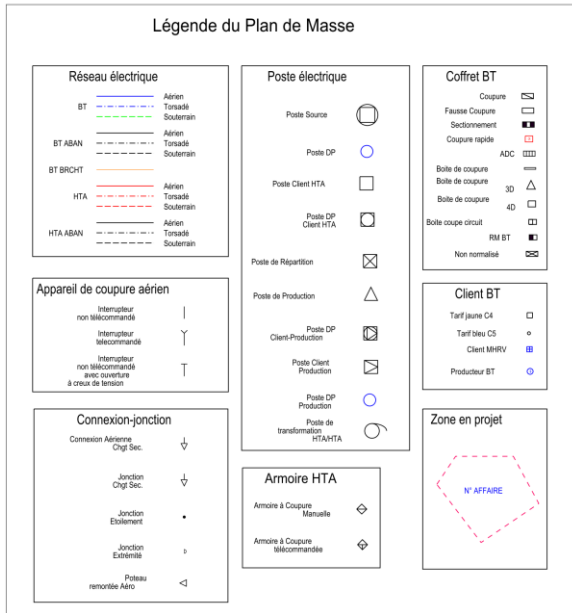 Légende du Plan de Masse
Réseau électrique
Aérien
BT
Torsadé
Souterrain
Aérien
BT ABAN
Torsadé
Souterrain
BT BRCHT
Aérien
HTA
Torsadé
Souterrain
Aérien
HTA ABAN
Torsadé
Souterrain
Appareil de coupure aérien
Interrupteur
non télécommandé
Interrupteur
telecommandé
Interrupteur
non télécommandé
avec ouverture
à creux de tension
Connexion-jonction
Connexion Aérienne
Chgt Sec.
Jonction
Chgt Sec.
Jonction
Etoilement
Jonction
Extrémité
Poteau
remontée Aéro
Poste électrique
Poste Source
Poste DP
Poste Client HTA
Poste DP
Client HTA
Poste de Répartition
Poste de Production
Poste DP
Client-Production
Poste Client
Production
Poste DP
Production
Poste de
transformation
HTA/HTA
Armoire HTA
Armoire à Coupure
Manuelle
Armoire à Coupure
télécommandée
Coffret BT
Coupure
Fausse Coupure
Sectionnement
Coupure rapide
ADC
Boite de coupure
Boite de coupure
3D
Boite de coupure
4D
Boite coupe circuit
RM BT
Non normalisé
Client BT
Tarif jaune C4
Tarif bleu C5
Client MHRV
Producteur BT
Zone en projet
N° AFFAIRE